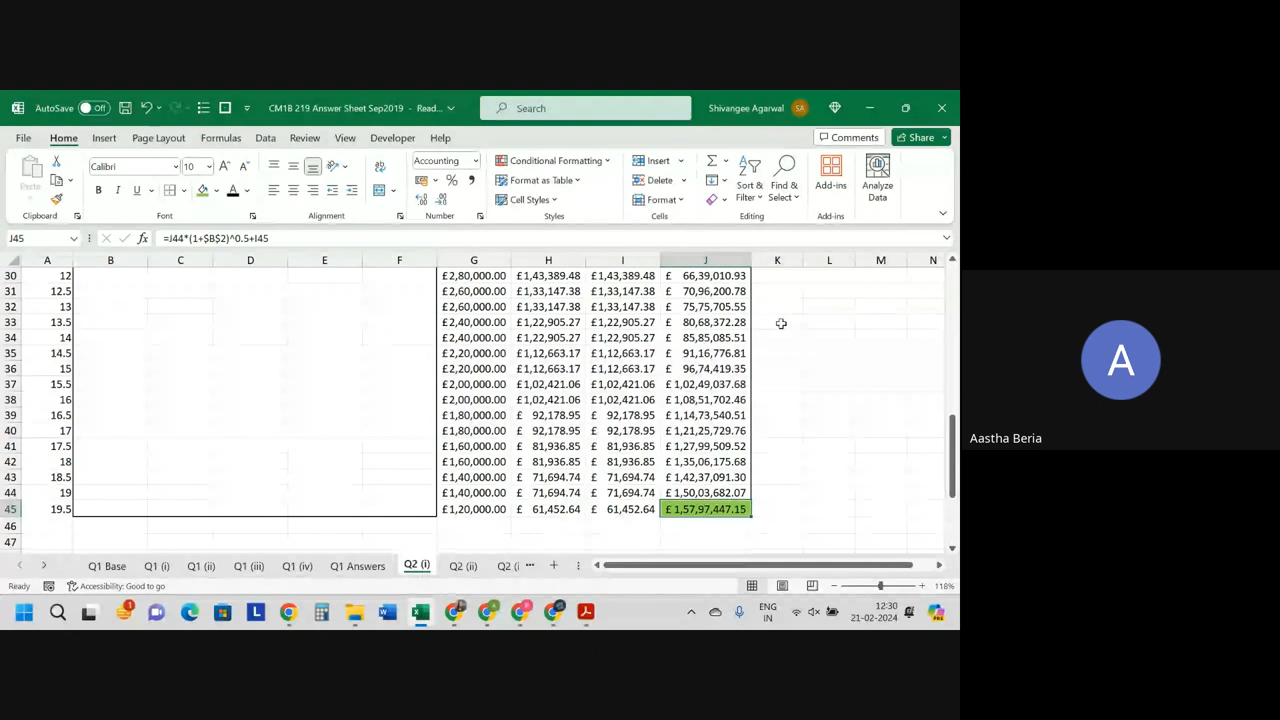 AutoSave Off CM1B 219 Answer Sheet Sep2019 - Read... Search Shivangee Agarwal SA
File Home Insert Page Layout Formulas Data Review View Developer Help Comments Share
Calibri 10 Accounting Conditional Formatting Insert
Paste B I U Format as Table Delete Sort & Filter Find & Select Add-ins Analyze Data
Cell Styles Format
Clipboard Font Alignment Number Styles Cells Editing Add-ins
J45 fx =J44*(1+$B$2)^0.5+I45
A B C D E F G H I J K L M N
30 12 £2,80,000.00 £1,43,389.48 £1,43,389.48 £ 66,39,010.93
31 12.5 £2,60,000.00 £1,33,147.38 £1,33,147.38 £ 70,96,200.78
32 13 £2,60,000.00 £1,33,147.38 £1,33,147.38 £ 75,75,705.55
33 13.5 £2,40,000.00 £1,22,905.27 £1,22,905.27 £ 80,68,372.28
34 14 £2,40,000.00 £1,22,905.27 £1,22,905.27 £ 85,85,085.51
35 14.5 £2,20,000.00 £1,12,663.17 £1,12,663.17 £ 91,16,776.81
36 15 £2,20,000.00 £1,12,663.17 £1,12,663.17 £ 96,74,419.35
37 15.5 £2,00,000.00 £1,02,421.06 £1,02,421.06 £ 1,02,49,037.68
38 16 £2,00,000.00 £1,02,421.06 £1,02,421.06 £ 1,08,51,702.46
39 16.5 £1,80,000.00 £ 92,178.95 £ 92,178.95 £ 1,14,73,540.51
40 17 £1,80,000.00 £ 92,178.95 £ 92,178.95 £ 1,21,25,729.76
41 17.5 £1,60,000.00 £ 81,936.85 £ 81,936.85 £ 1,27,99,509.52
42 18 £1,60,000.00 £ 81,936.85 £ 81,936.85 £ 1,35,06,175.68
43 18.5 £1,40,000.00 £ 71,694.74 £ 71,694.74 £ 1,42,37,091.30
44 19 £1,40,000.00 £ 71,694.74 £ 71,694.74 £ 1,50,03,682.07
45 19.5 £1,20,000.00 £ 61,452.64 £ 61,452.64 £ 1,57,97,447.15
46
47
Q1 Base Q1 (i) Q1 (ii) Q1 (iii) Q1 (iv) Q1 Answers Q2 (i) Q2 (ii) Q2 (i ...
Ready Accessibility: Good to go 118%
ENG IN 12:30 21-02-2024
A
Aastha Beria